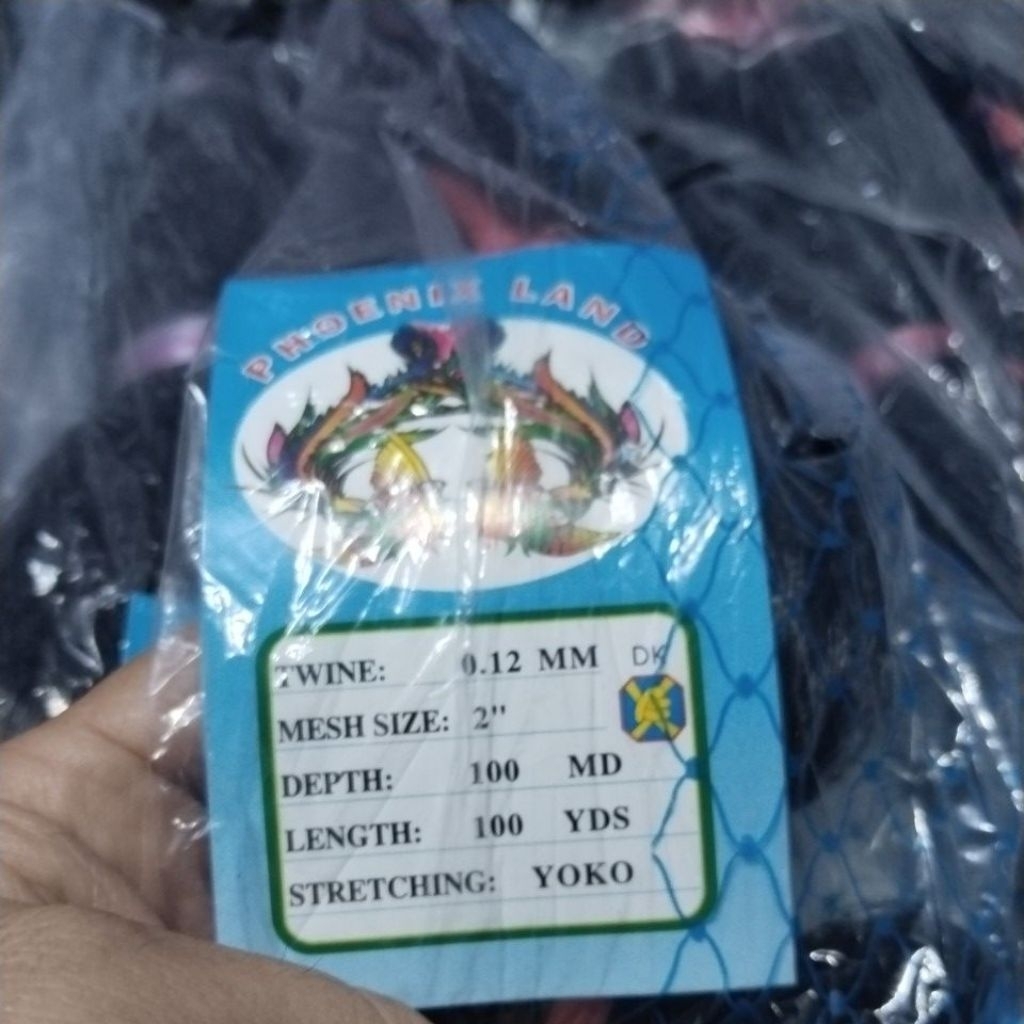 PHOENIX LAND
TWINE: 0.12 MM DK
MESH SIZE: 2"
DEPTH: 100 MD
LENGTH: 100 YDS
STRETCHING: YOKO